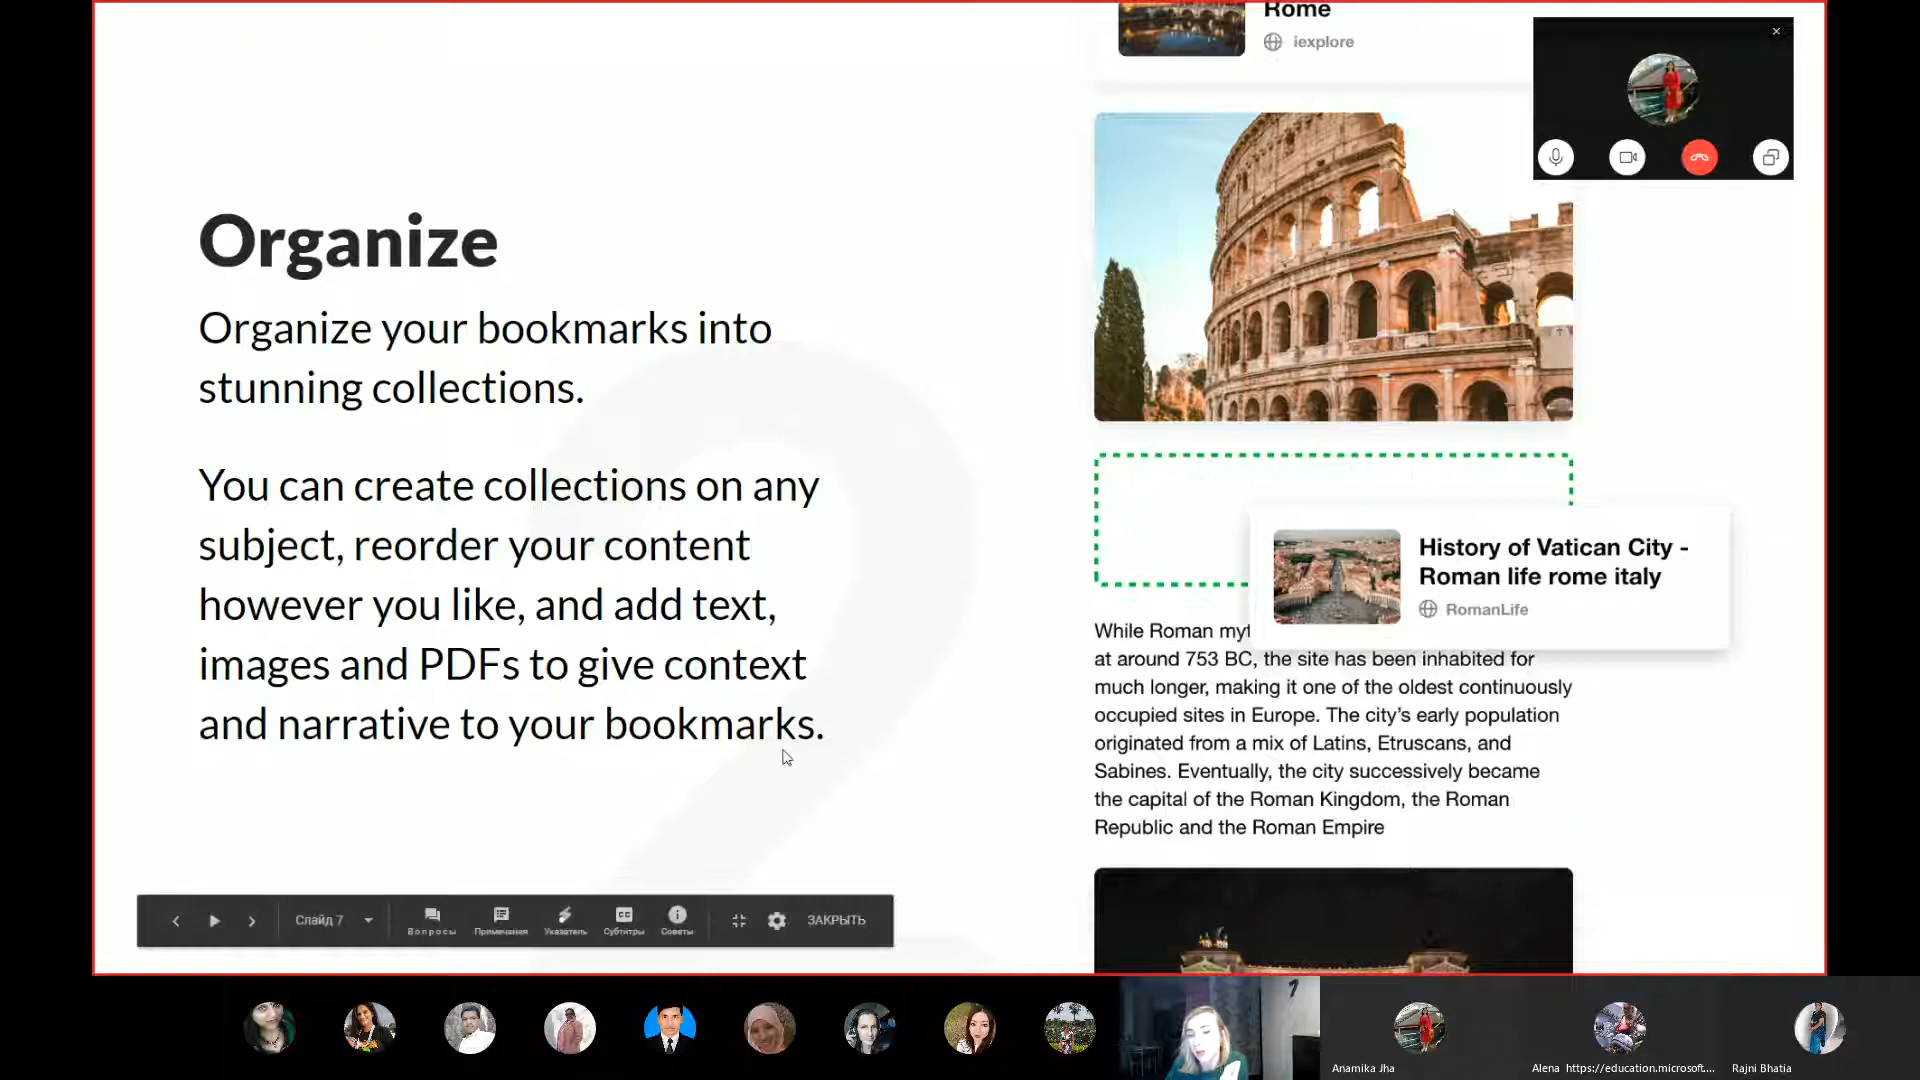 Rome
iexplore
Organize
Organize your bookmarks into
stunning collections.
You can create collections on any
subject, reorder your content
however you like, and add text,
images and PDFs to give context
and narrative to your bookmarks.
History of Vatican City -
Roman life rome italy
RomanLife
While Roman myt
at around 753 BC, the site has been inhabited for
much longer, making it one of the oldest continuously
occupied sites in Europe. The city's early population
originated from a mix of Latins, Etruscans, and
Sabines. Eventually, the city successively became
the capital of the Roman Kingdom, the Roman
Republic and the Roman Empire
Слайд 7
Вопросы
Примечания
Указатель
CC
Субтитры
Советы
ЗАКРЫТЬ
Anamika Jha
Alena https://education.microsoft....
Rajni Bhatia